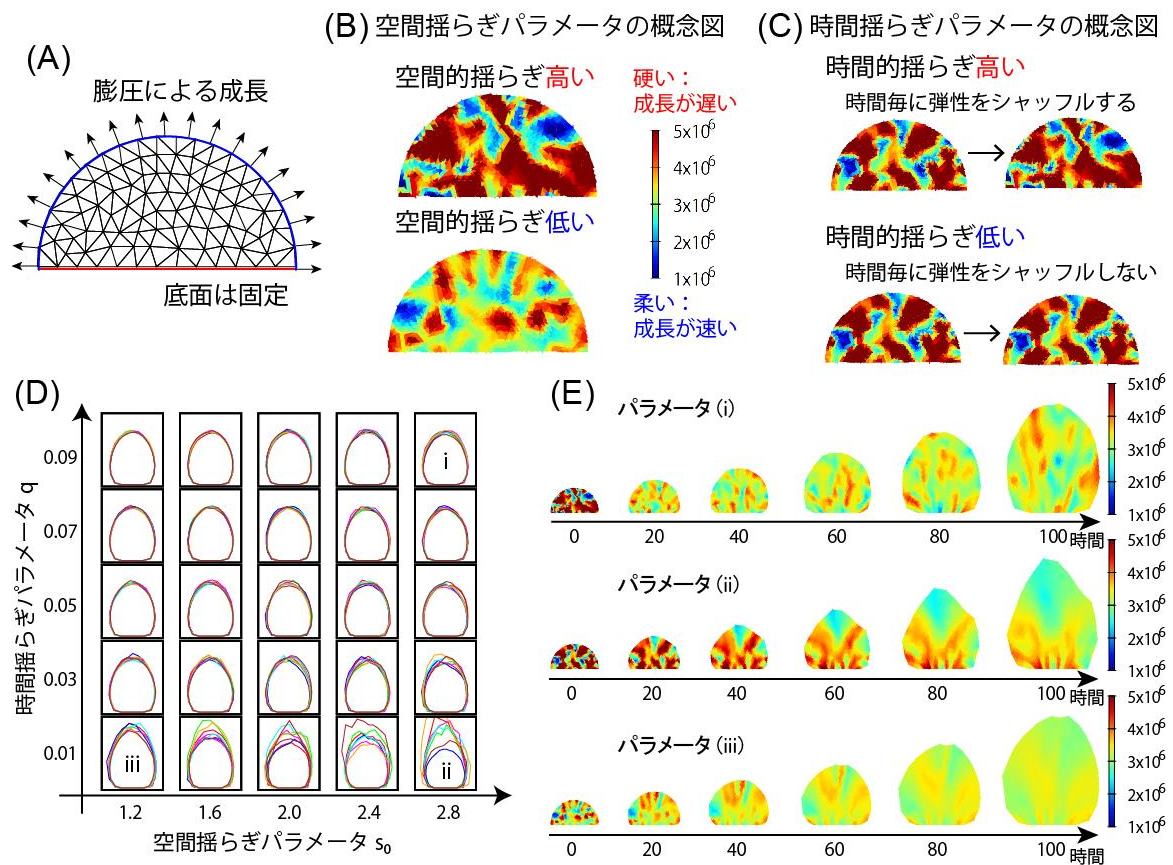 (A)
膨圧による成長
底面は固定
(B) 空間揺らぎパラメータの概念図
空間的揺らぎ高い
空間的揺らぎ低い
硬い：
成長が遅い
5x10⁶
4x10⁶
3x10⁶
2x10⁶
1x10⁶
柔い：
成長が速い
(C) 時間揺らぎパラメータの概念図
時間的揺らぎ高い
時間毎に弾性をシャッフルする
時間的揺らぎ低い
時間毎に弾性をシャッフルしない
(D)
時間揺らぎパラメータ q
0.09
0.07
0.05
0.03
0.01
i
iii
ii
1.2 1.6 2.0 2.4 2.8
空間揺らぎパラメータ s₀
(E)
パラメータ (i)
5x10⁶
4x10⁶
3x10⁶
2x10⁶
1x10⁶
0 20 40 60 80 100 時間
パラメータ (ii)
5x10⁶
4x10⁶
3x10⁶
2x10⁶
1x10⁶
0 20 40 60 80 100 時間
パラメータ (iii)
5x10⁶
4x10⁶
3x10⁶
2x10⁶
1x10⁶
0 20 40 60 80 100 時間